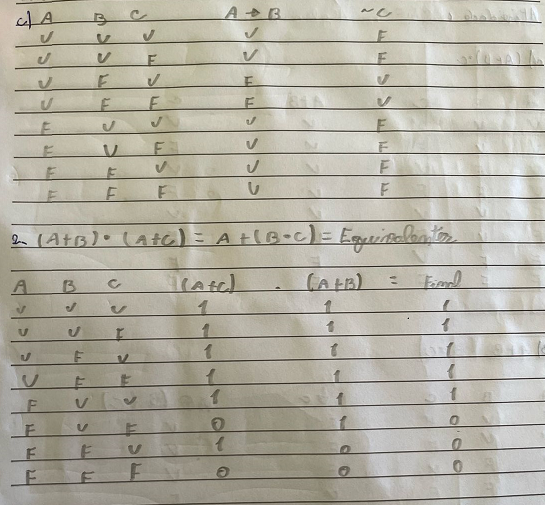 c) A B C A → B ~C
V V V V F
V V F V F
V F V F V
V F F F V
F V V V F
F V F V F
F F V V F
F F F V F
2- (A+B) • (A+C) = A + (B • C) = Equivalentes
A B C (A+C) . (A+B) = Final
V V V 1 1 1
V V F 1 1 1
V F V 1 1 1
V F F 1 1 1
F V V 1 1 1
F V F 0 1 0
F F V 1 0 0
F F F 0 0 0